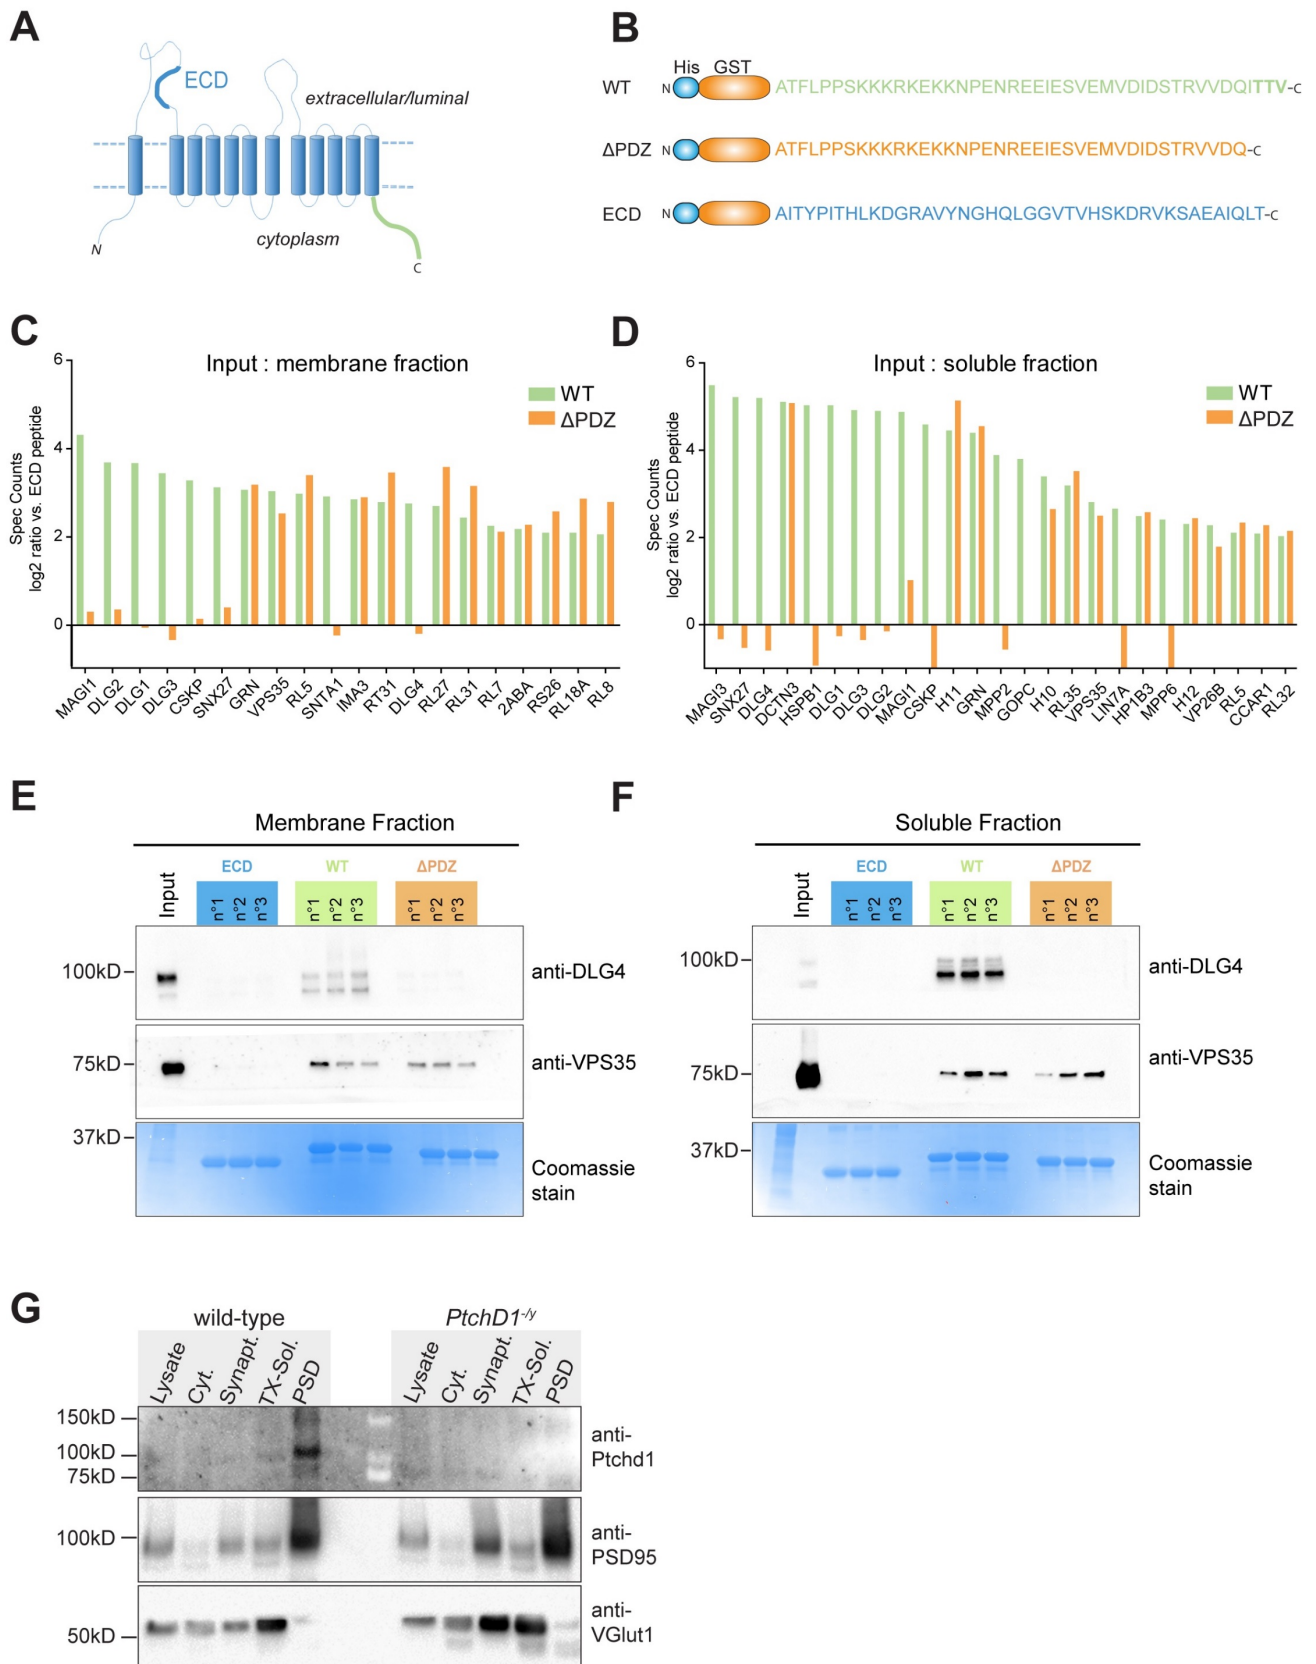 A
ECD
extracellular/luminal
cytoplasm
N
C
B
His GST
WT N ATFLPPSKKKRKEKKNPENREEIESVEMVDIDSTRVVDQITTV-C
ΔPDZ N ATFLPPSKKKRKEKKNPENREEIESVEMVDIDSTRVVDQ-C
ECD N AITYPITHLKDGRAVYNGHQLGGVTVHSKDRVKSAEAIQLT-C
C
Input : membrane fraction
WT
ΔPDZ
Spec Counts
log2 ratio vs. ECD peptide
6
4
2
0
MAGI1 DLG2 DLG1 DLG3 CSKP SNX27 GRN VPS35 RL5 SNTA1 IMA3 RT31 DLG4 RL27 RL31 RL7 2ABA RS26 RL18A RL8
D
Input : soluble fraction
WT
ΔPDZ
Spec Counts
log2 ratio vs. ECD peptide
6
4
2
0
MAGI3 SNX27 DLG4 DCTN3 HSPB1 DLG1 DLG3 DLG2 MAGI1 CSKP H11 GRN MPP2 GOPC H10 RL35 VPS35 LIN7A HP1B3 MPP6 H12 VP26B RL5 CCAR1 RL32
E
Membrane Fraction
Input
ECD WT ΔPDZ
n°1 n°2 n°3 n°1 n°2 n°3 n°1 n°2 n°3
100kD
anti-DLG4
75kD
anti-VPS35
37kD
Coomassie
stain
F
Soluble Fraction
Input
ECD WT ΔPDZ
n°1 n°2 n°3 n°1 n°2 n°3 n°1 n°2 n°3
100kD
anti-DLG4
75kD
anti-VPS35
37kD
Coomassie
stain
G
wild-type PtchD1-/y
Lysate Cyt. Synapt. TX-Sol. PSD Lysate Cyt. Synapt. TX-Sol. PSD
150kD
100kD
75kD
anti-
Ptchd1
100kD
anti-
PSD95
50kD
anti-
VGlut1